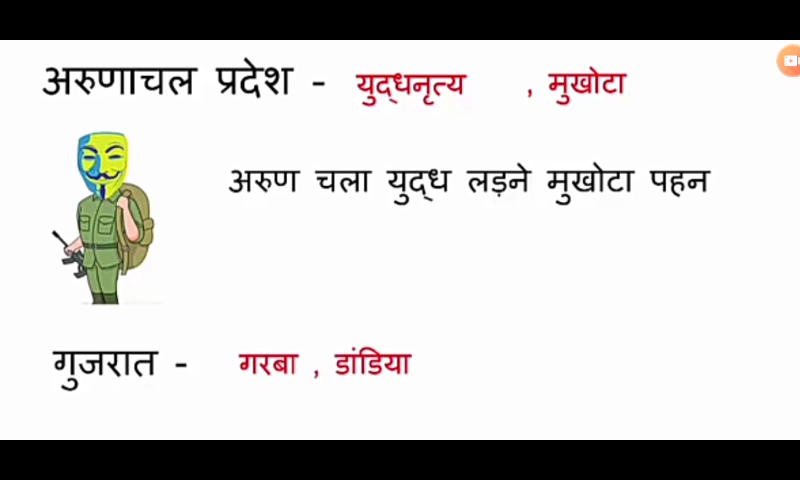 अरुणाचल प्रदेश - युद्धनृत्य , मुखोटा
अरुण चला युद्ध लड़ने मुखोटा पहन
गुजरात - गरबा , डांडिया